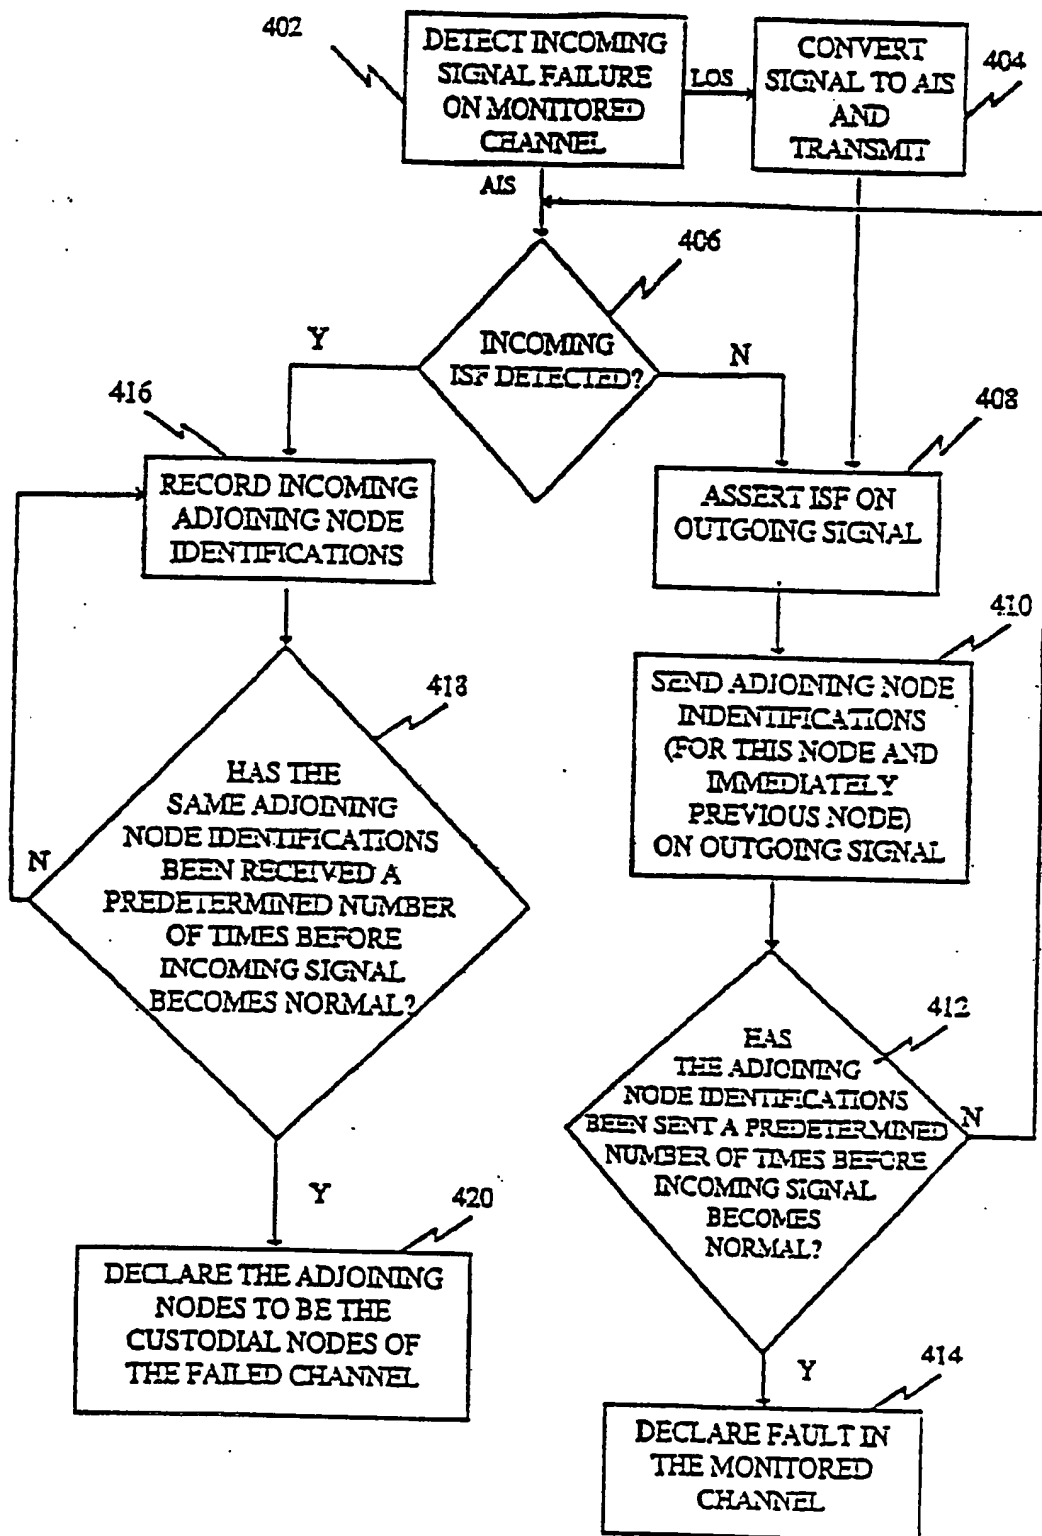 402
DETECT INCOMING
SIGNAL FAILURE
ON MONITORED
CHANNEL
LOS
CONVERT
SIGNAL TO AIS
AND
TRANSMIT
404
AIS
406
INCOMING
ISF DETECTED?
Y
N
416
RECORD INCOMING
ADJOINING NODE
IDENTIFICATIONS
408
ASSERT ISF ON
OUTGOING SIGNAL
410
SEND ADJOINING NODE
INDENTIFICATIONS
(FOR THIS NODE AND
IMMEDIATELY
PREVIOUS NODE)
ON OUTGOING SIGNAL
418
HAS THE
SAME ADJOINING
NODE IDENTIFICATIONS
BEEN RECEIVED A
PREDETERMINED NUMBER
OF TIMES BEFORE
INCOMING SIGNAL
BECOMES NORMAL?
N
Y
412
HAS
THE ADJOINING
NODE IDENTIFICATIONS
BEEN SENT A PREDETERMINED
NUMBER OF TIMES BEFORE
INCOMING SIGNAL
BECOMES
NORMAL?
N
Y
420
DECLARE THE ADJOINING
NODES TO BE THE
CUSTODIAL NODES OF
THE FAILED CHANNEL
414
DECLARE FAULT IN
THE MONITORED
CHANNEL